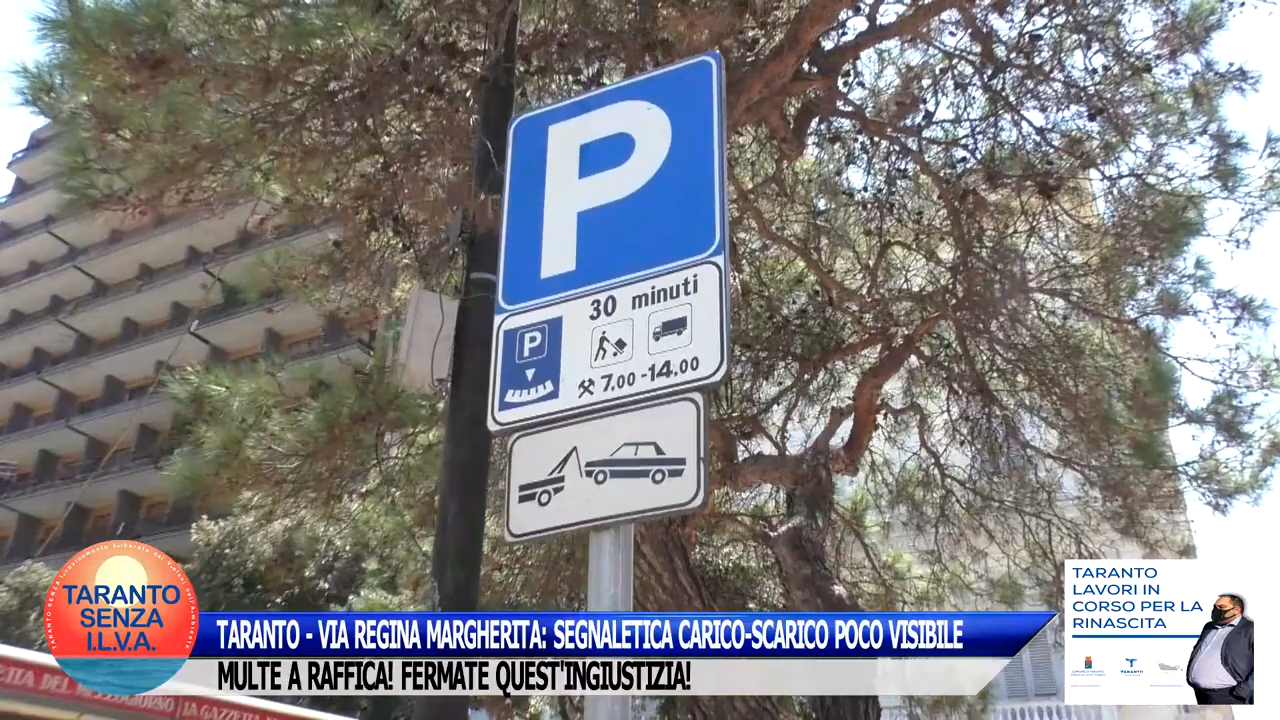 P
30 minuti
P
7.00-14.00
TARANTO
SENZA
I.L.V.A.
TARANTO - VIA REGINA MARGHERITA: SEGNALETICA CARICO-SCARICO POCO VISIBILE
MULTE A RAFFICA! FERMATE QUEST'INGIUSTIZIA!
TARANTO
LAVORI IN
CORSO PER LA
RINASCITA
TARANTO